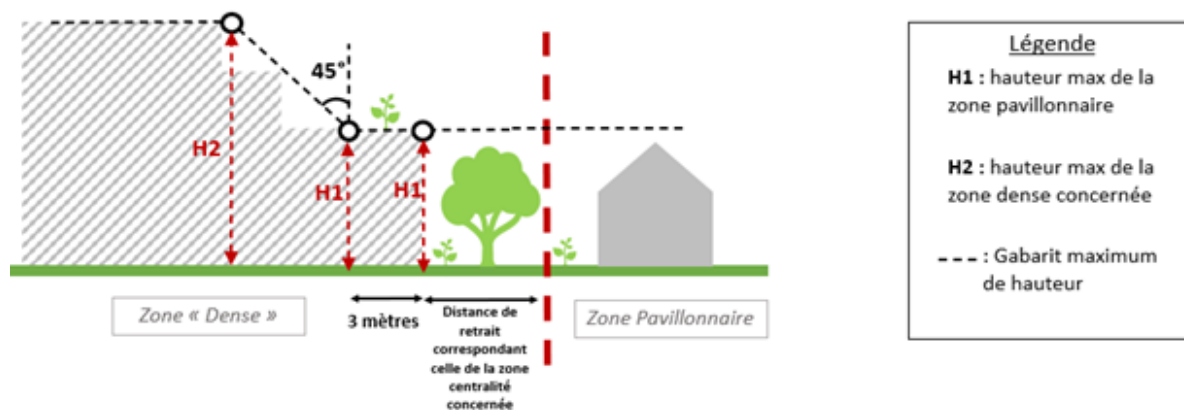 45°
H2
H1
H1
Zone « Dense »
3 mètres
Distance de
retrait
correspondant
celle de la zone
centralité
concernée
Zone Pavillonnaire
Légende
H1 : hauteur max de la
zone pavillonnaire
H2 : hauteur max de la
zone dense concernée
---- : Gabarit maximum
de hauteur